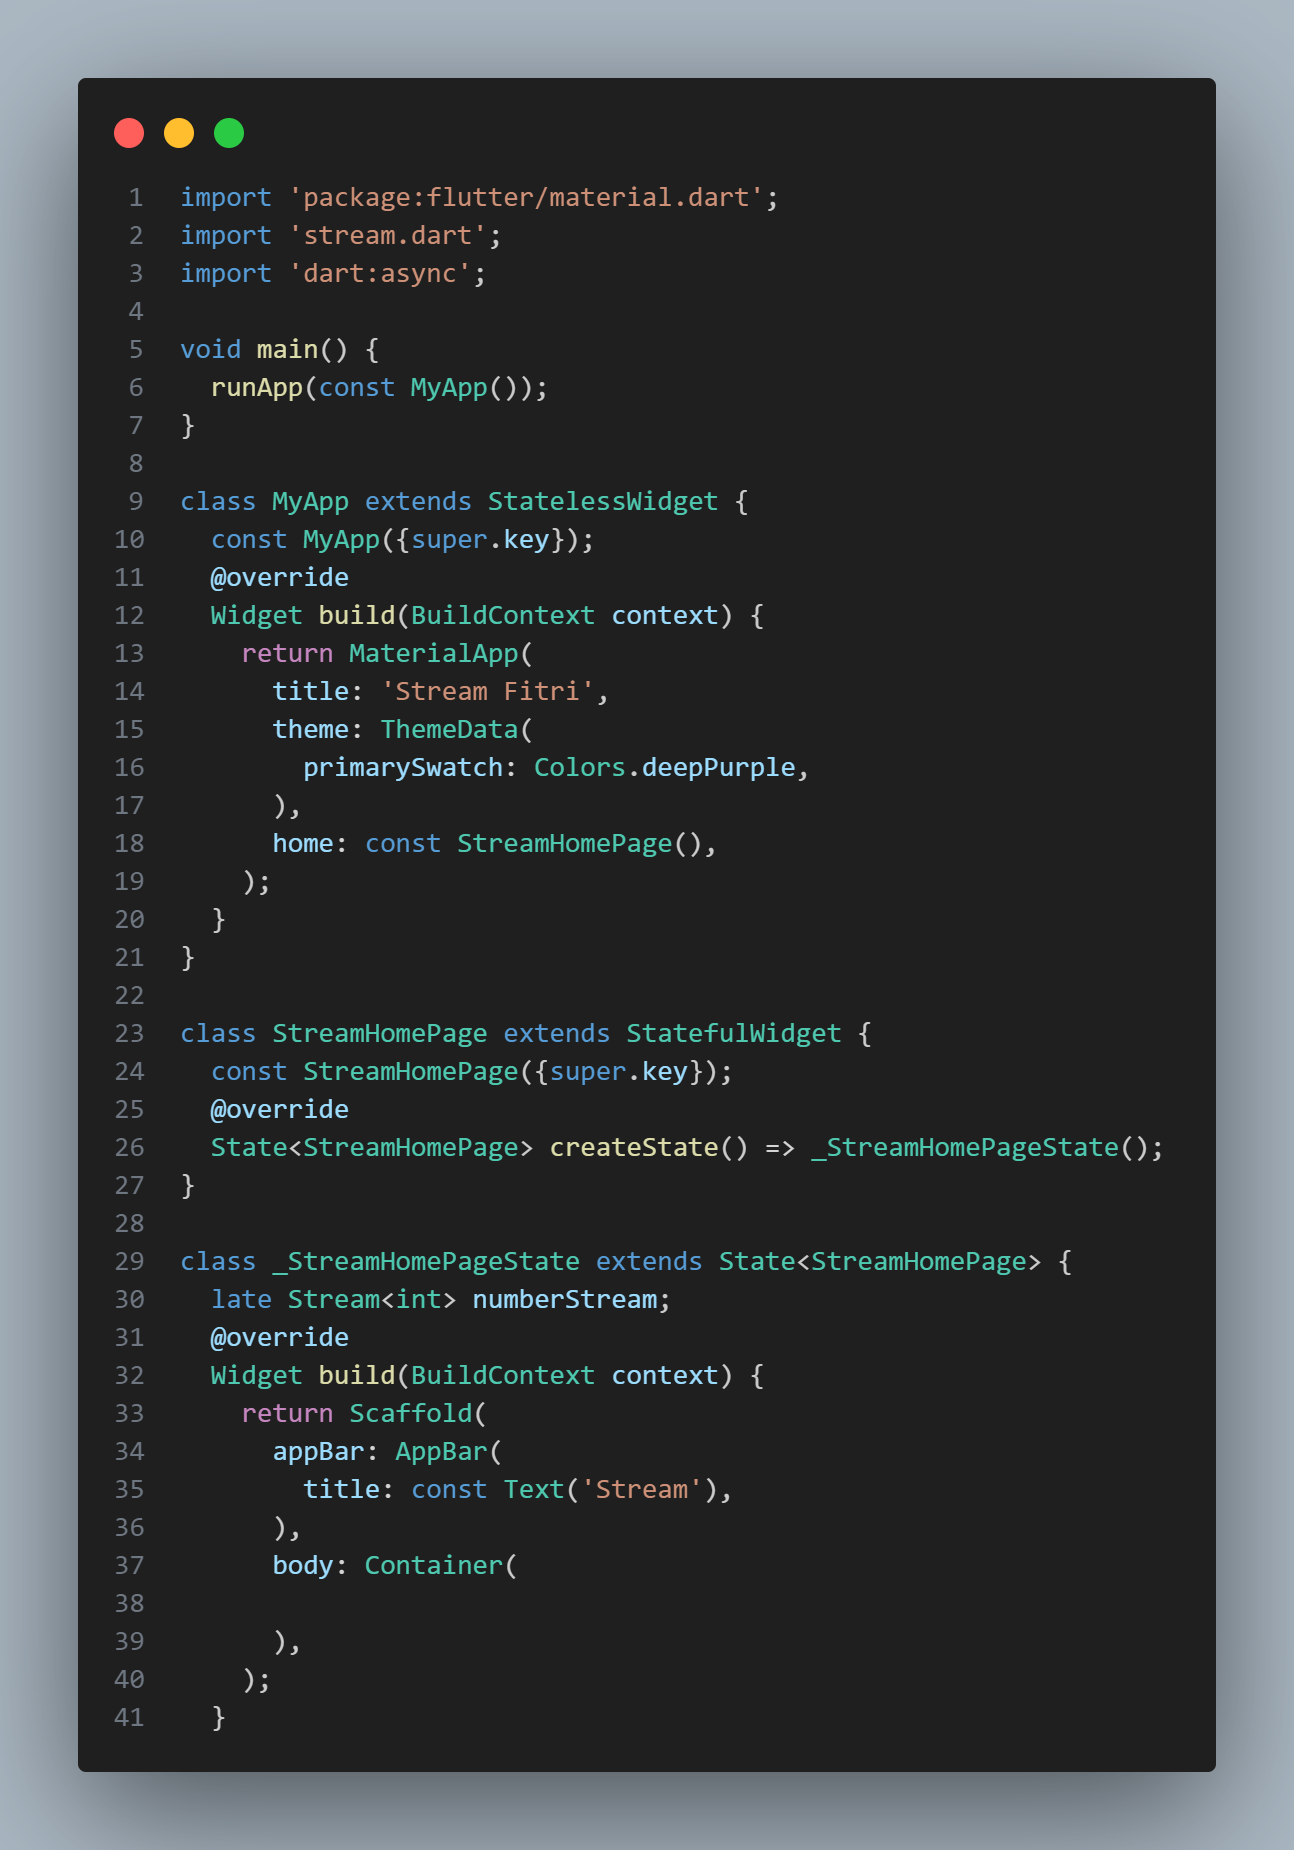 1 import 'package:flutter/material.dart';
2 import 'stream.dart';
3 import 'dart:async';
4
5 void main() {
6   runApp(const MyApp());
7 }
8
9 class MyApp extends StatelessWidget {
10   const MyApp({super.key});
11   @override
12   Widget build(BuildContext context) {
13     return MaterialApp(
14       title: 'Stream Fitri',
15       theme: ThemeData(
16         primarySwatch: Colors.deepPurple,
17       ),
18       home: const StreamHomePage(),
19     );
20   }
21 }
22
23 class StreamHomePage extends StatefulWidget {
24   const StreamHomePage({super.key});
25   @override
26   State<StreamHomePage> createState() => _StreamHomePageState();
27 }
28
29 class _StreamHomePageState extends State<StreamHomePage> {
30   late Stream<int> numberStream;
31   @override
32   Widget build(BuildContext context) {
33     return Scaffold(
34       appBar: AppBar(
35         title: const Text('Stream'),
36       ),
37       body: Container(
38
39       ),
40     );
41   }